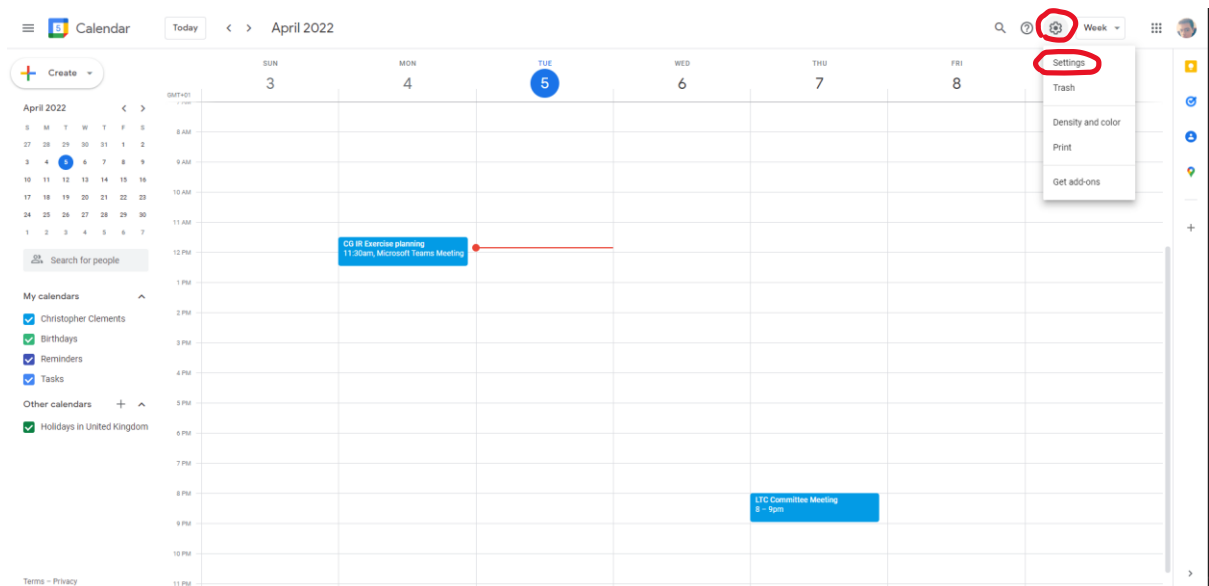 5 Calendar Today April 2022 Week
Create
SUN MON TUE WED THU FRI
3 4 5 6 7 8
GMT+01
Settings
Trash
Density and color
Print
Get add-ons
April 2022
S M T W T F S
27 28 29 30 31 1 2
3 4 5 6 7 8 9
10 11 12 13 14 15 16
17 18 19 20 21 22 23
24 25 26 27 28 29 30
1 2 3 4 5 6 7
Search for people
My calendars
Christopher Clements
Birthdays
Reminders
Tasks
Other calendars
Holidays in United Kingdom
Terms – Privacy
8 AM
9 AM
10 AM
11 AM
CG IR Exercise planning
11:30am, Microsoft Teams Meeting
12 PM
1 PM
2 PM
3 PM
4 PM
5 PM
6 PM
7 PM
8 PM
LTC Committee Meeting
8 – 9pm
9 PM
10 PM
11 PM